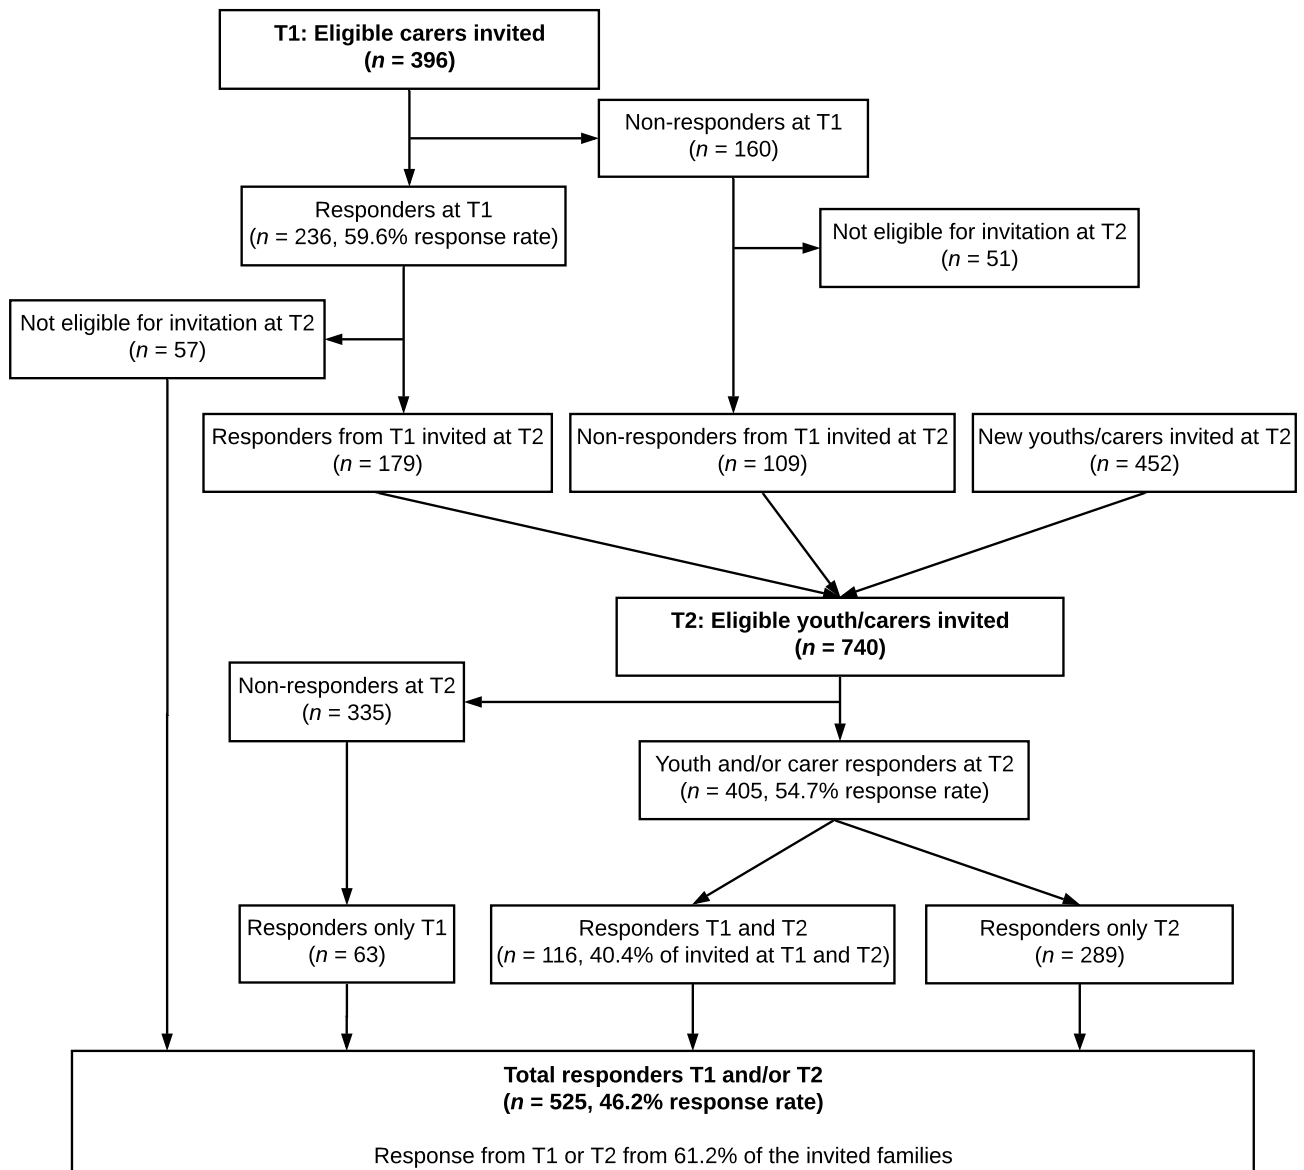 T1: Eligible carers invited
(n = 396)
Non-responders at T1
(n = 160)
Responders at T1
(n = 236, 59.6% response rate)
Not eligible for invitation at T2
(n = 51)
Not eligible for invitation at T2
(n = 57)
Responders from T1 invited at T2
(n = 179)
Non-responders from T1 invited at T2
(n = 109)
New youths/carers invited at T2
(n = 452)
T2: Eligible youth/carers invited
(n = 740)
Non-responders at T2
(n = 335)
Youth and/or carer responders at T2
(n = 405, 54.7% response rate)
Responders only T1
(n = 63)
Responders T1 and T2
(n = 116, 40.4% of invited at T1 and T2)
Responders only T2
(n = 289)
Total responders T1 and/or T2
(n = 525, 46.2% response rate)
Response from T1 or T2 from 61.2% of the invited families